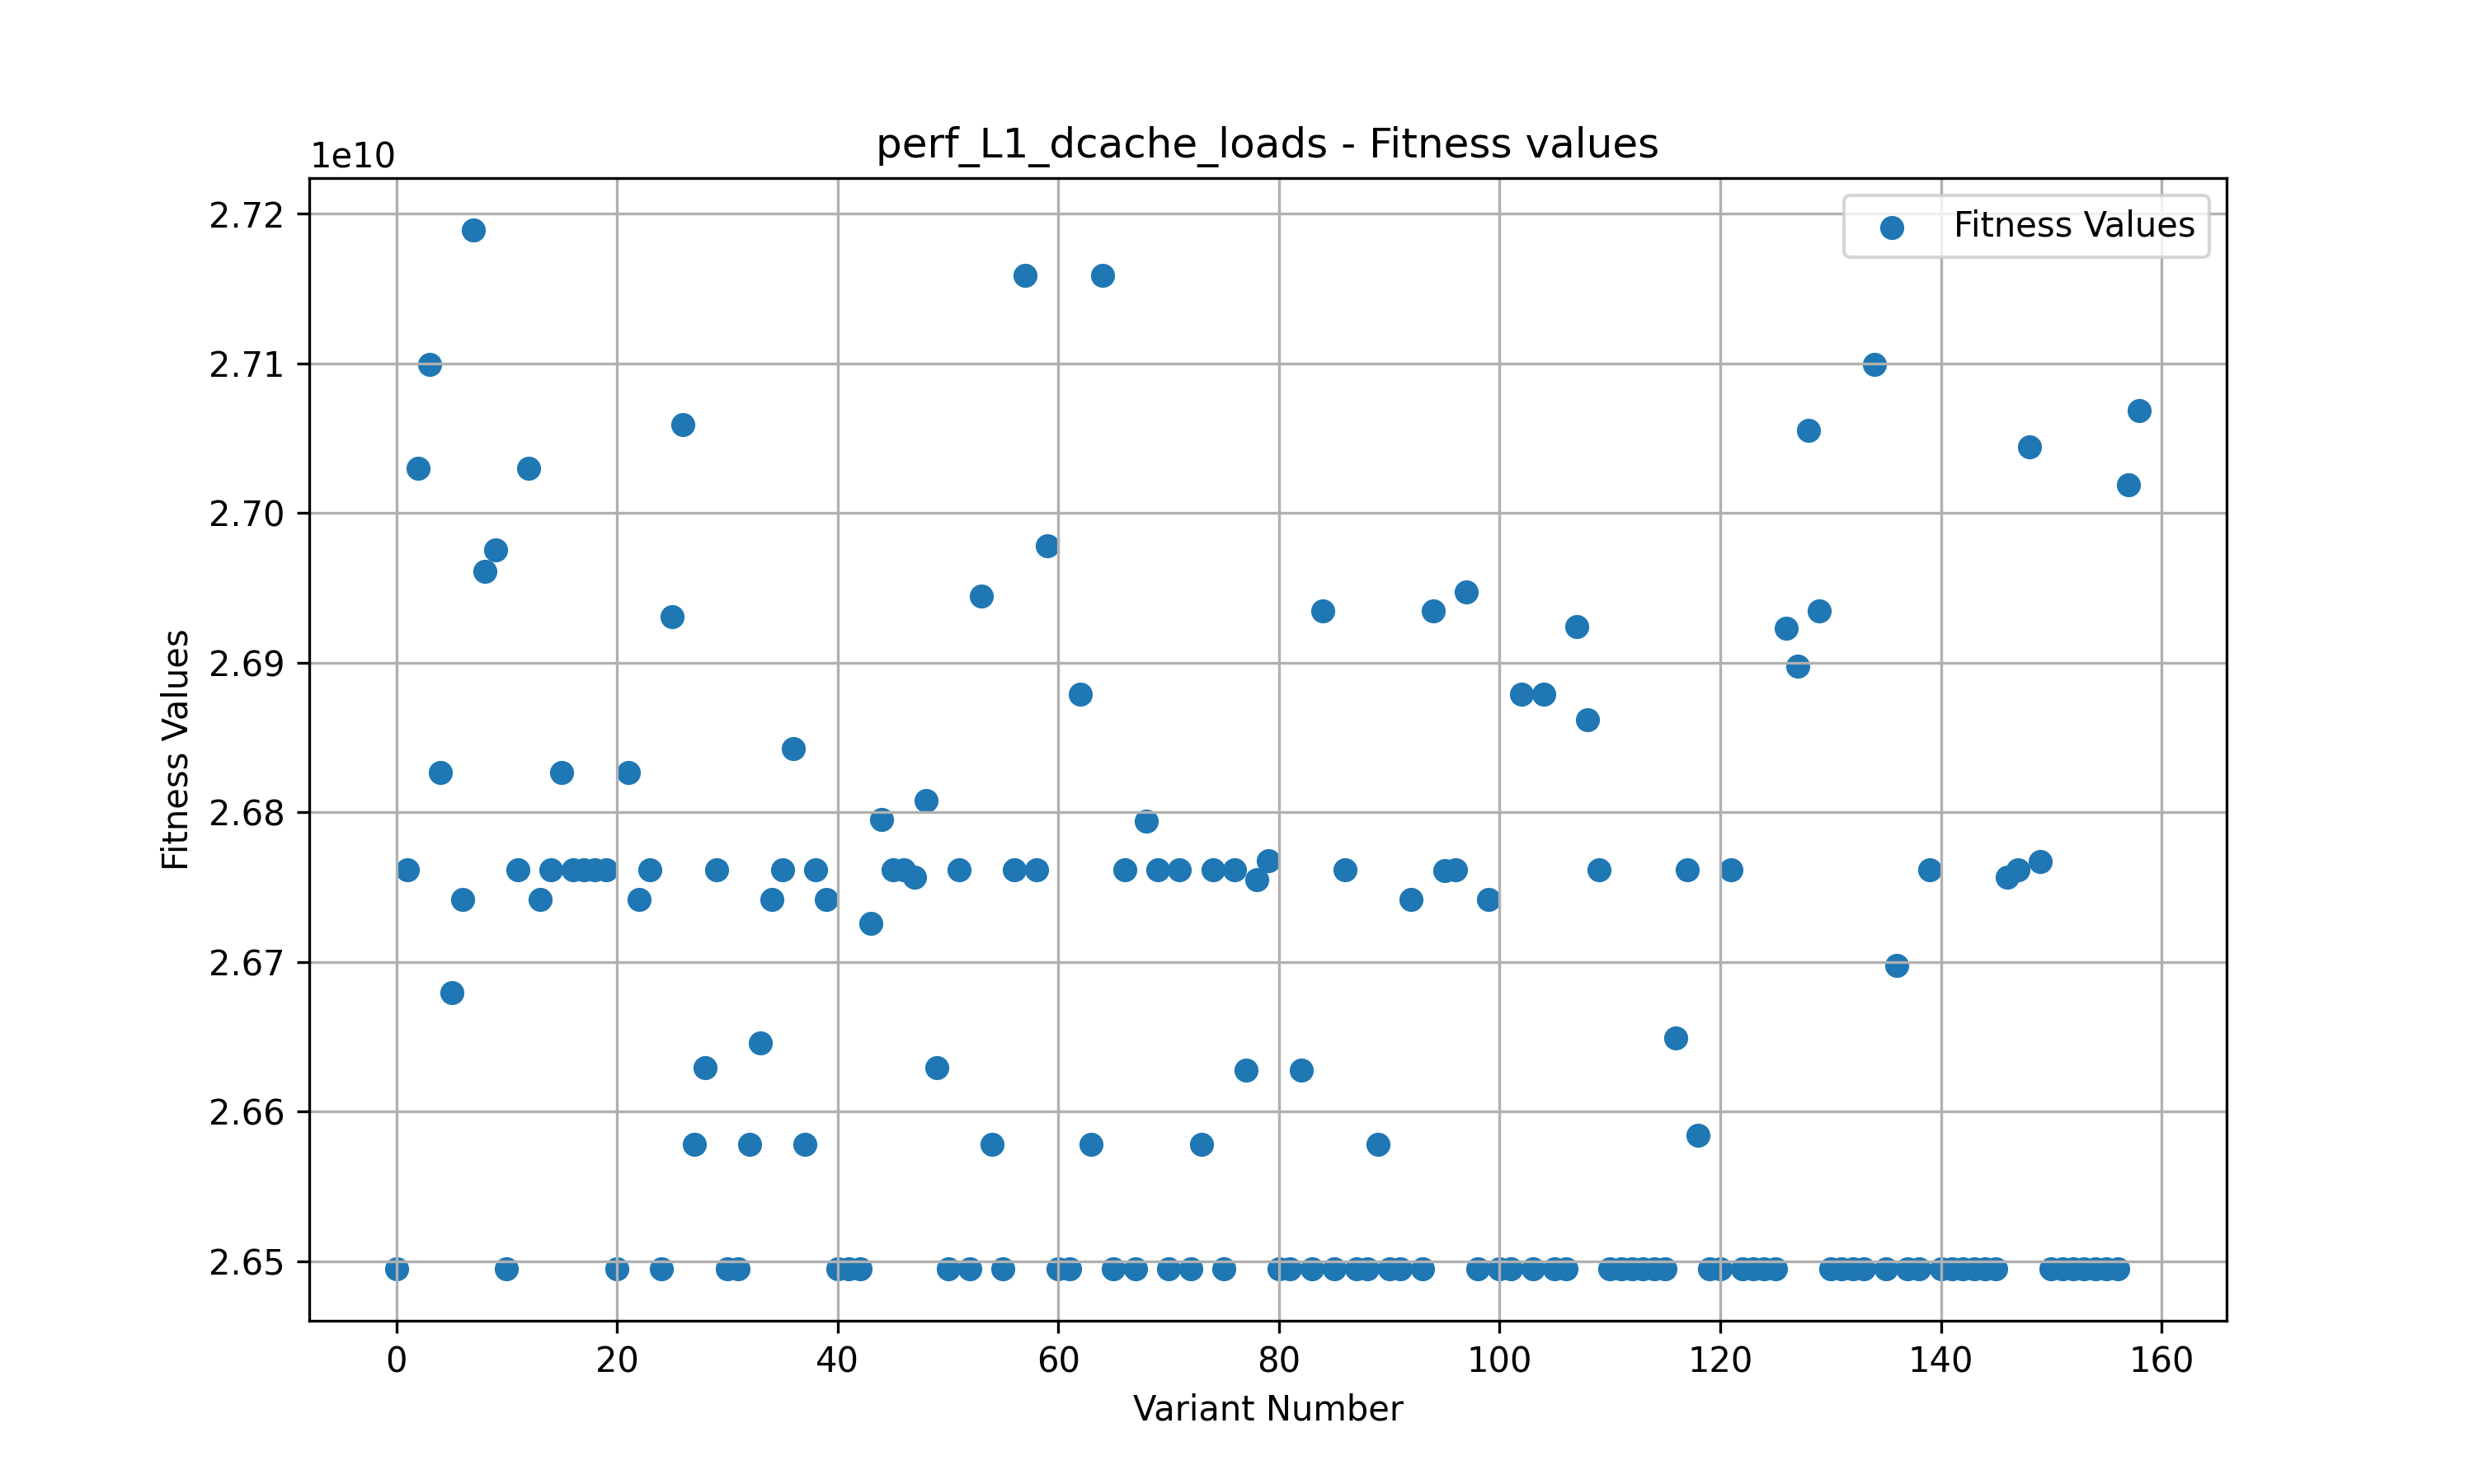 perf_L1_dcache_loads - Fitness values
1e10
2.72
2.71
2.70
2.69
2.68
2.67
2.66
2.65
Fitness Values
Fitness Values
0 20 40 60 80 100 120 140 160
Variant Number